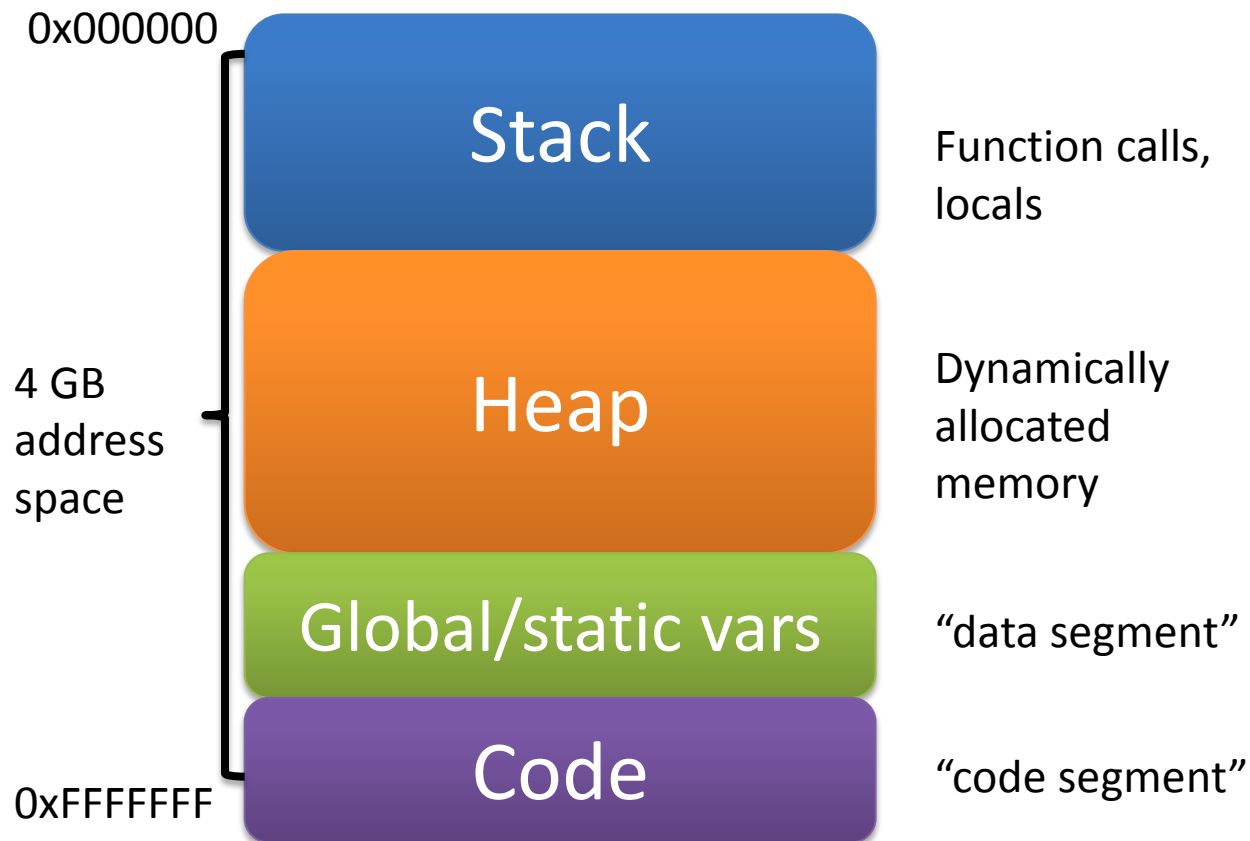 0x000000
Stack
Function calls,
locals
4 GB
address
space
Heap
Dynamically
allocated
memory
Global/static vars
“data segment”
Code
“code segment”
0xFFFFFFF